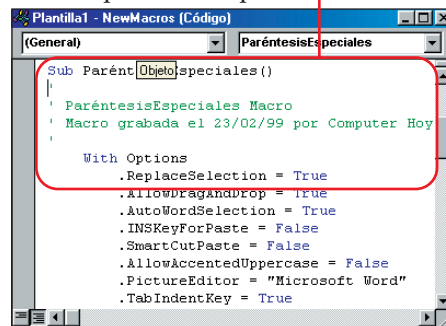 Plantilla1 - NewMacros (Código)
(General) ParéntesisEspeciales
Sub Parént Objeto speciales()
'
' ParéntesisEspeciales Macro
' Macro grabada el 23/02/99 por Computer Hoy
'
With Options
.ReplaceSelection = True
.AllowDragAndDrop = True
.AutoWordSelection = True
.INSKeyForPaste = False
.SmartCutPaste = False
.AllowAccentedUppercase = False
.PictureEditor = "Microsoft Word"
.TabIndentKey = True